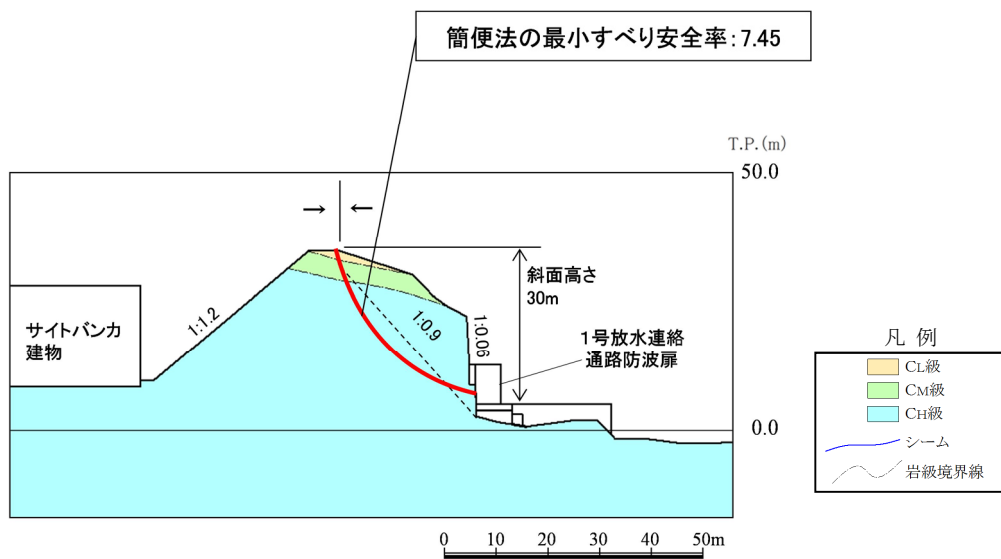 簡便法の最小すべり安全率:7.45
T.P.(m)
50.0
→ ←
斜面高さ
30m
サイトバンカ
建物
1:1.2
1:0.9
1:0.06
1号放水連絡
通路防波扉
0.0
凡 例
CL級
CM級
CH級
シーム
岩級境界線
0 10 20 30 40 50m